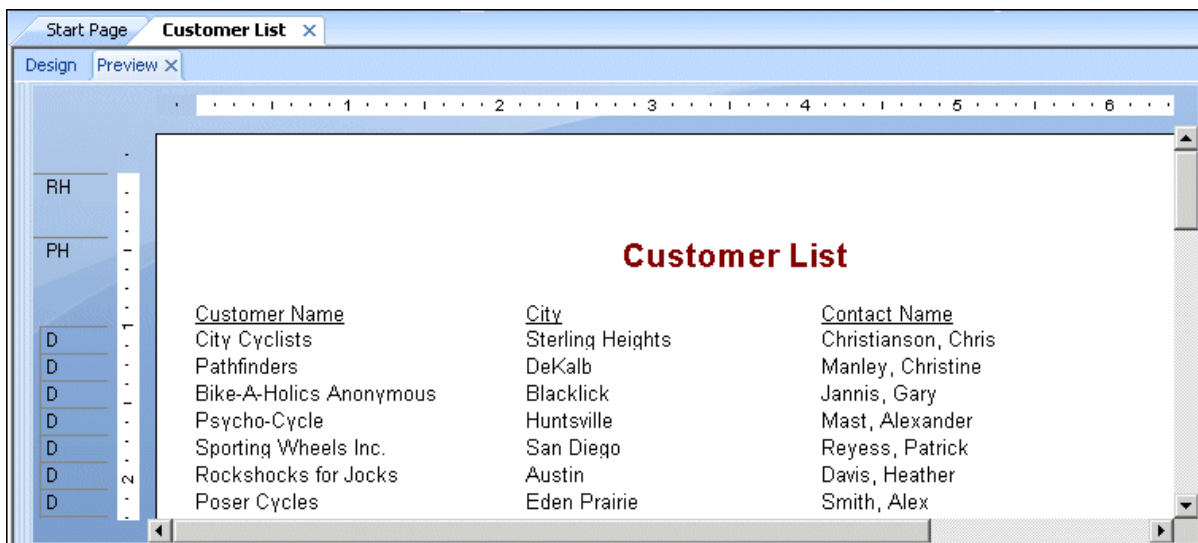 Start Page Customer List
Design Preview
1 2 3 4 5 6
RH
PH Customer List
1
Customer Name City Contact Name
D City Cyclists Sterling Heights Christianson, Chris
D Pathfinders DeKalb Manley, Christine
D Bike-A-Holics Anonymous Blacklick Jannis, Gary
D Psycho-Cycle Huntsville Mast, Alexander
D Sporting Wheels Inc. San Diego Reyess, Patrick
D Rockshocks for Jocks Austin Davis, Heather
2
D Poser Cycles Eden Prairie Smith, Alex